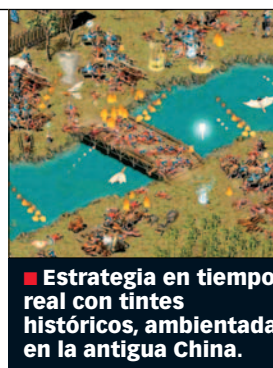 Estrategia en tiempo
real con tintes
históricos, ambientada
en la antigua China.